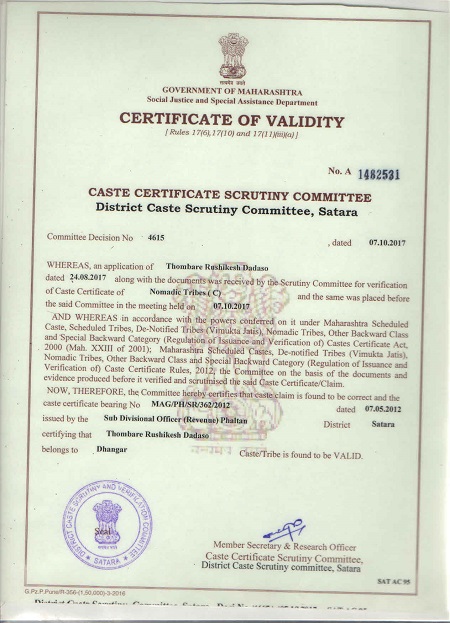 सत्यमेव जयते
GOVERNMENT OF MAHARASHTRA
Social Justice and Special Assistance Department
CERTIFICATE OF VALIDITY
[ Rules 17(6),17(10) and 17(11)(iii)(a) ]
No. A 1482531
CASTE CERTIFICATE SCRUTINY COMMITTEE
District Caste Scrutiny Committee, Satara
Committee Decision No 4615 , dated 07.10.2017
WHEREAS, an application of Thombare Rushikesh Dadaso
dated 24.08.2017 along with the documents was received by the Scrutiny Committee for verification
of Caste Certificate of Nomadic Tribes ( C) and the same was placed before
the said Committee in the meeting held on 07.10.2017
AND WHEREAS in accordance with the powers conferred on it under Maharashtra Scheduled
Caste, Scheduled Tribes, De-Notified Tribes (Vimukta Jatis), Nomadic Tribes, Other Backward Class
and Special Backward Category (Regulation of Issuance and Verification of) Castes Certificate Act,
2000 (Mah. XXIII of 2001); Maharashtra Scheduled Castes, De-notified Tribes (Vimukta Jatis),
Nomadic Tribes, Other Backward Class and Special Backward Category (Regulation of Issuance and
Verification of) Caste Certificate Rules, 2012, the Committee on the basis of the documents and
evidence produced before it verified and scrutinised the said Caste Certificate/Claim.
NOW, THEREFORE, the Committee hereby certifies that caste claim is found to be correct and the
caste certificate bearing No MAG/PH/SR/362/2012 dated 07.05.2012
issued by the Sub Divisional Officer (Revenue) Phaltan District Satara
certifying that Thombare Rushikesh Dadaso
belongs to Dhangar Caste/Tribe is found to be VALID.
DISTRICT CASTE SCRUTINY AND VERIFICATION COMMITTEE
Seal
SATARA
Member Secretary & Research Officer
Caste Certificate Scrutiny Committee,
District Caste Scrutiny committee, Satara
SAT AC 95
G.Pz.P.Pune/R-356-(1,50,000)-3-2016